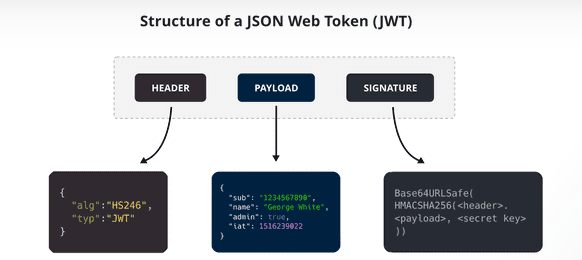 Structure of a JSON Web Token (JWT)
HEADER
PAYLOAD
SIGNATURE
{
"alg":"HS246",
"typ":"JWT"
}
{
"sub": "1234567890",
"name": "George White",
"admin": true,
"iat": 1516239022
}
Base64URLSafe(
HMACSHA256(<header>.
<payload>, <secret key>
))